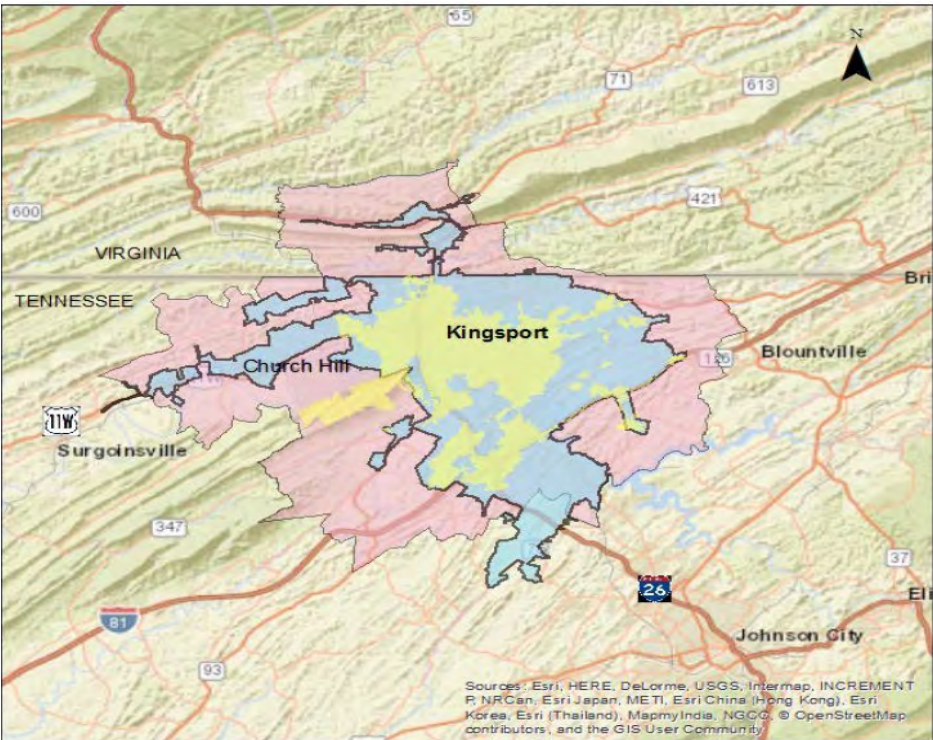 65
N
71
613
421
600
VIRGINIA
TENNESSEE
Bri
Kingsport
126
Blountville
Church Hill
11W
Surgoinsville
347
37
26
Eli
81
Johnson City
93
Sources: Esri, HERE, DeLorme, USGS, Intermap, INCREMENT
P, NRCan, Esri Japan, METI, Esri China (Hong Kong), Esri
Korea, Esri (Thailand), MapmyIndia, NGCC, © OpenStreetMap
contributors, and the GIS User Community